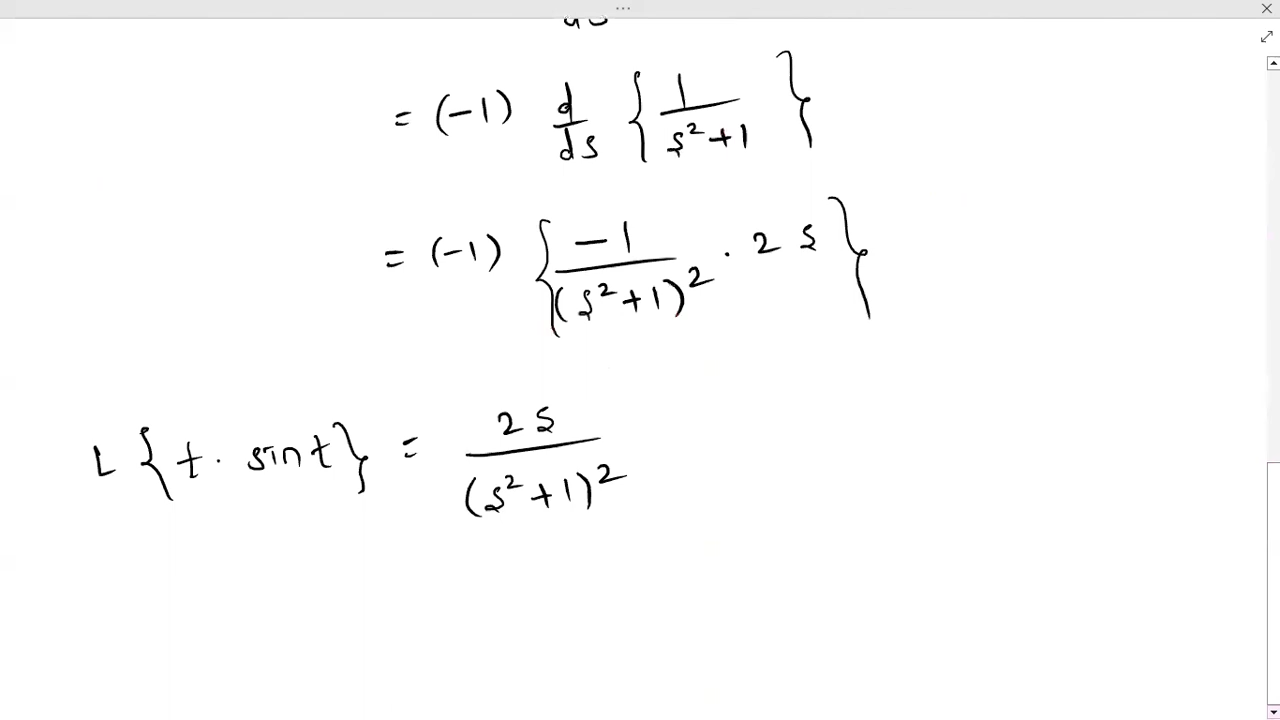 = (-1) d/ds { 1/(s²+1) }
= (-1) { -1/(s²+1)² · 2s }
L{t · sin t} = 2s/(s²+1)²